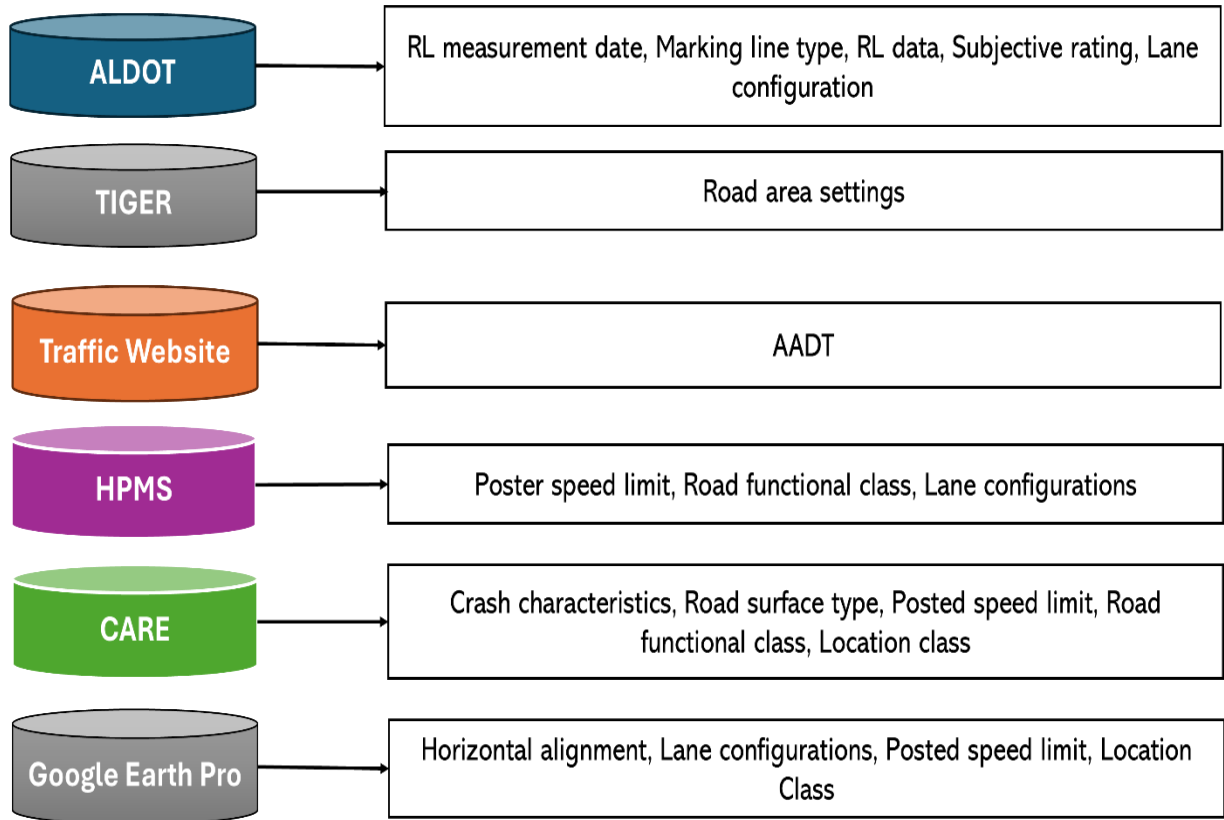 ALDOT
RL measurement date, Marking line type, RL data, Subjective rating, Lane
configuration
TIGER
Road area settings
Traffic Website
AADT
HPMS
Poster speed limit, Road functional class, Lane configurations
CARE
Crash characteristics, Road surface type, Posted speed limit, Road
functional class, Location class
Google Earth Pro
Horizontal alignment, Lane configurations, Posted speed limit, Location
Class